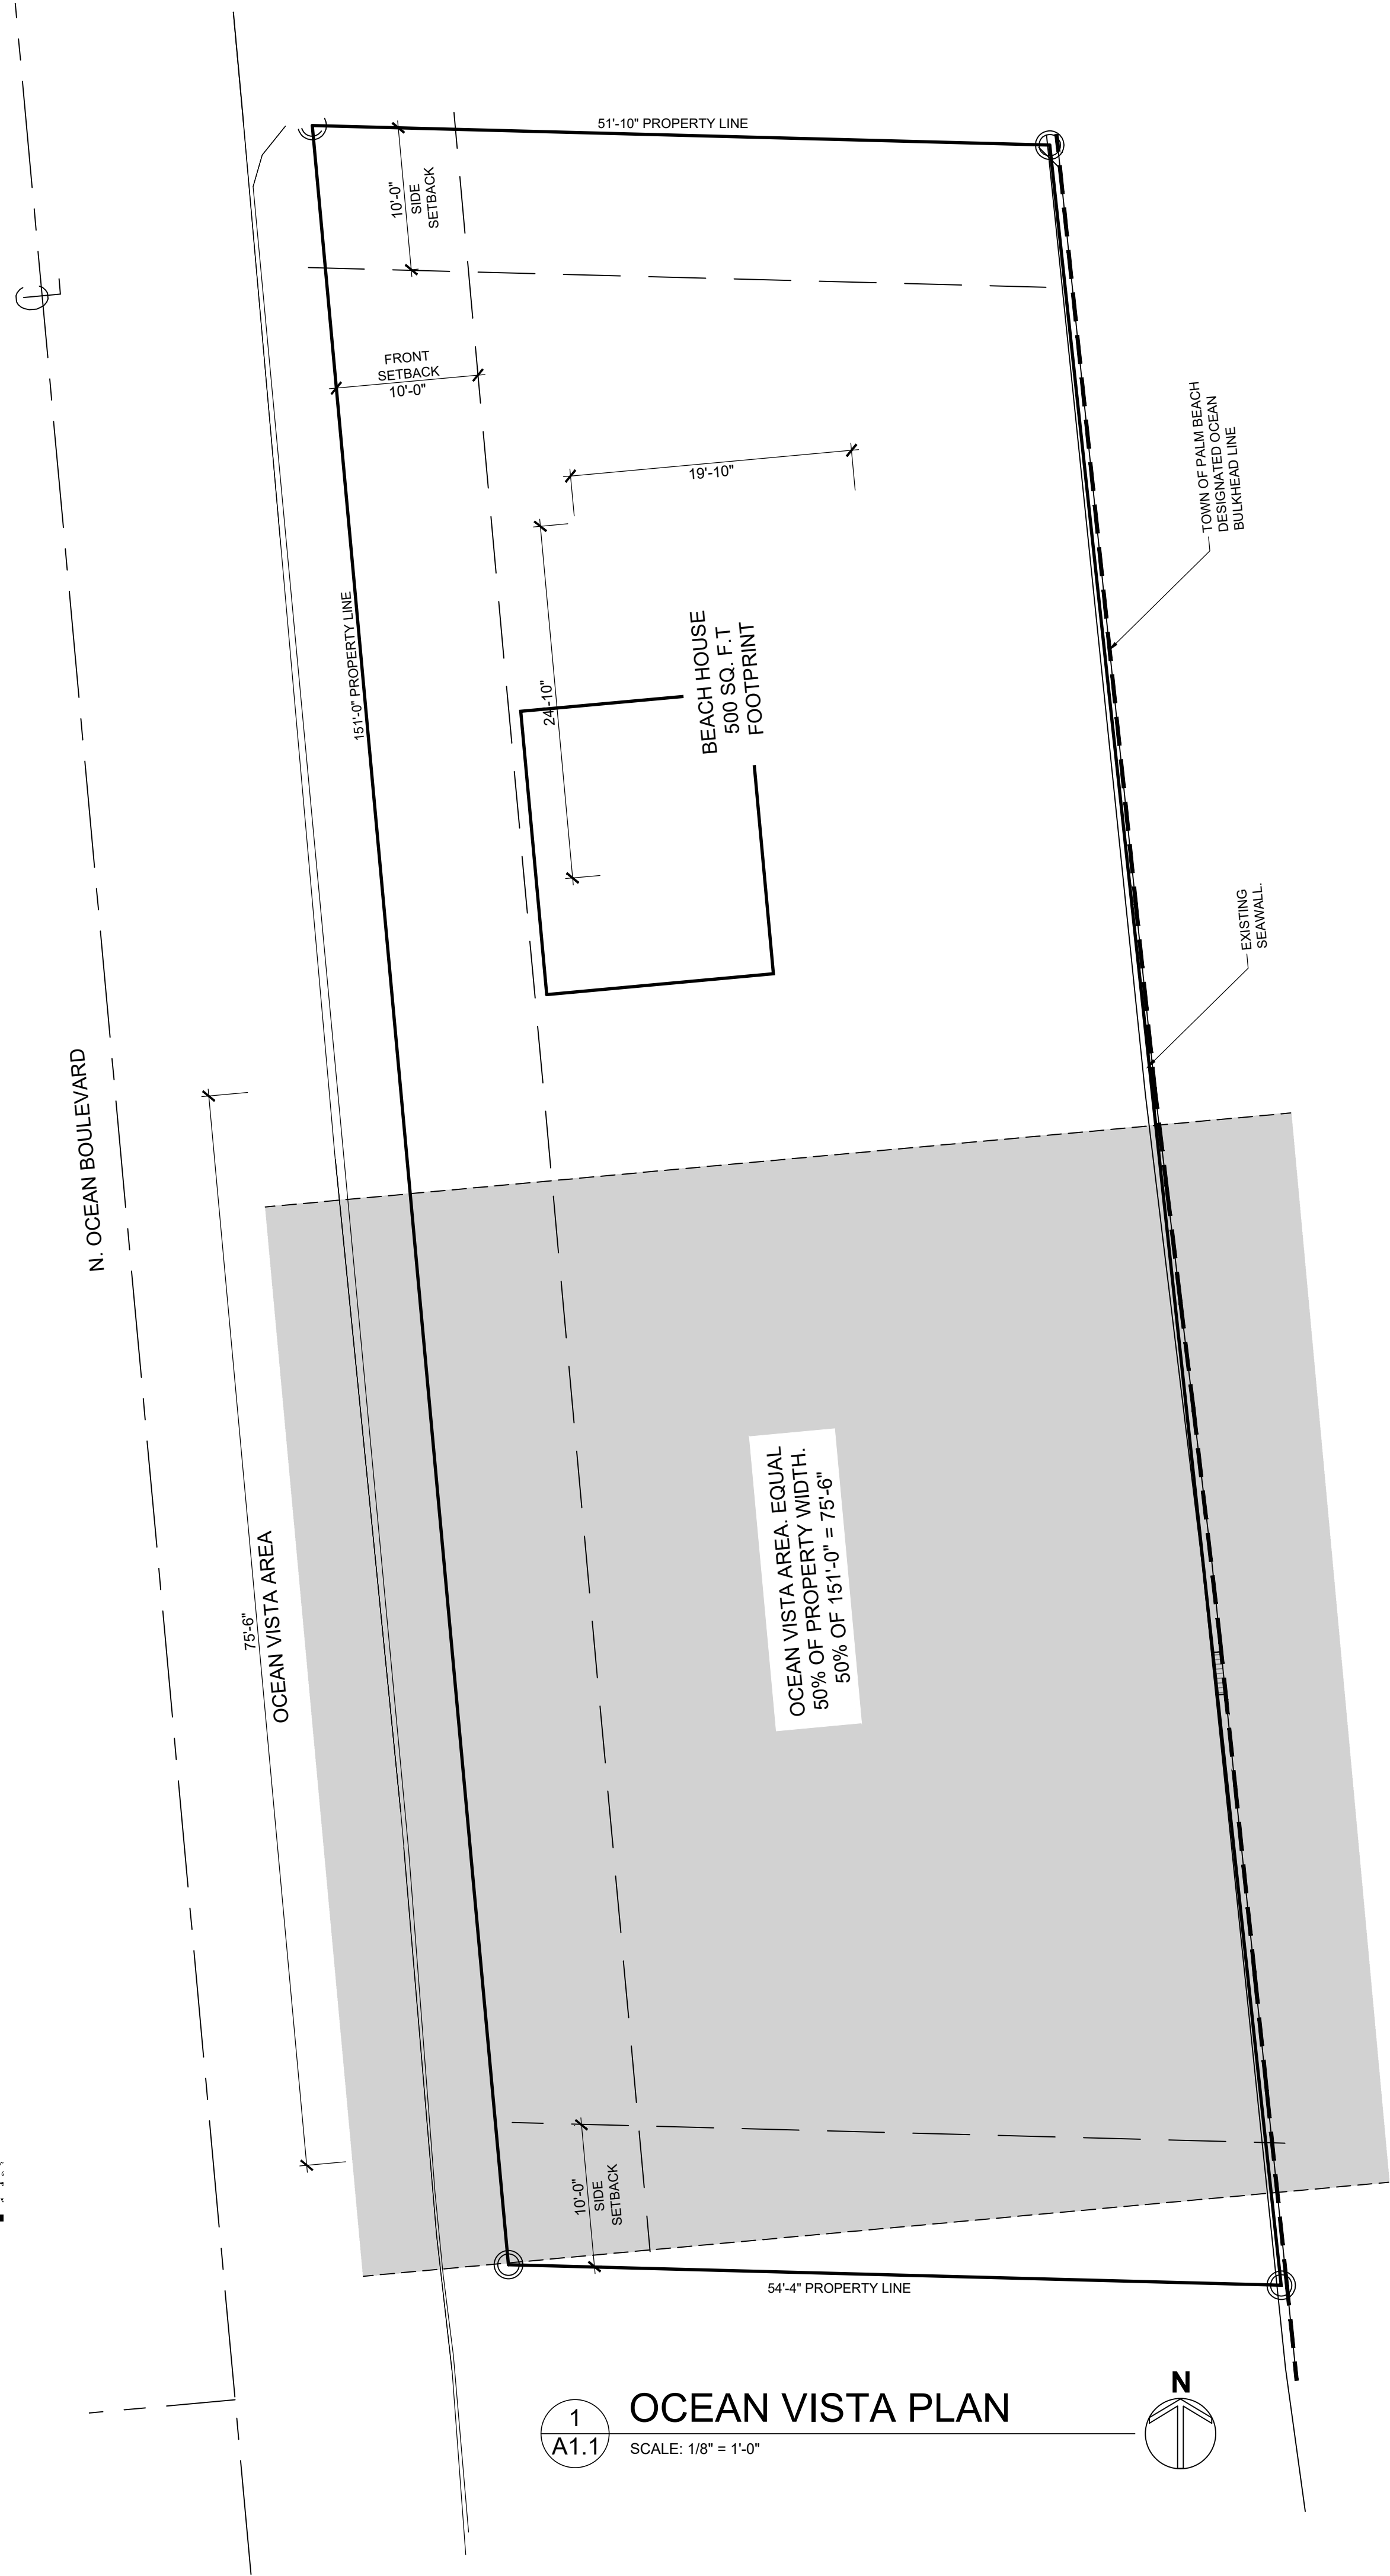 51'-10" PROPERTY LINE
10'-0"
SIDE
SETBACK
CL
FRONT
SETBACK
10'-0"
19'-10"
TOWN OF PALM BEACH
DESIGNATED OCEAN
BULKHEAD LINE
151'-0" PROPERTY LINE
24'-10"
BEACH HOUSE
500 SQ. F.T
FOOTPRINT
EXISTING
SEAWALL.
N. OCEAN BOULEVARD
75'-6"
OCEAN VISTA AREA
OCEAN VISTA AREA. EQUAL
50% OF PROPERTY WIDTH.
50% OF 151'-0" = 75'-6"
10'-0"
SIDE
SETBACK
54'-4" PROPERTY LINE
1
A1.1
OCEAN VISTA PLAN
SCALE: 1/8" = 1'-0"
N